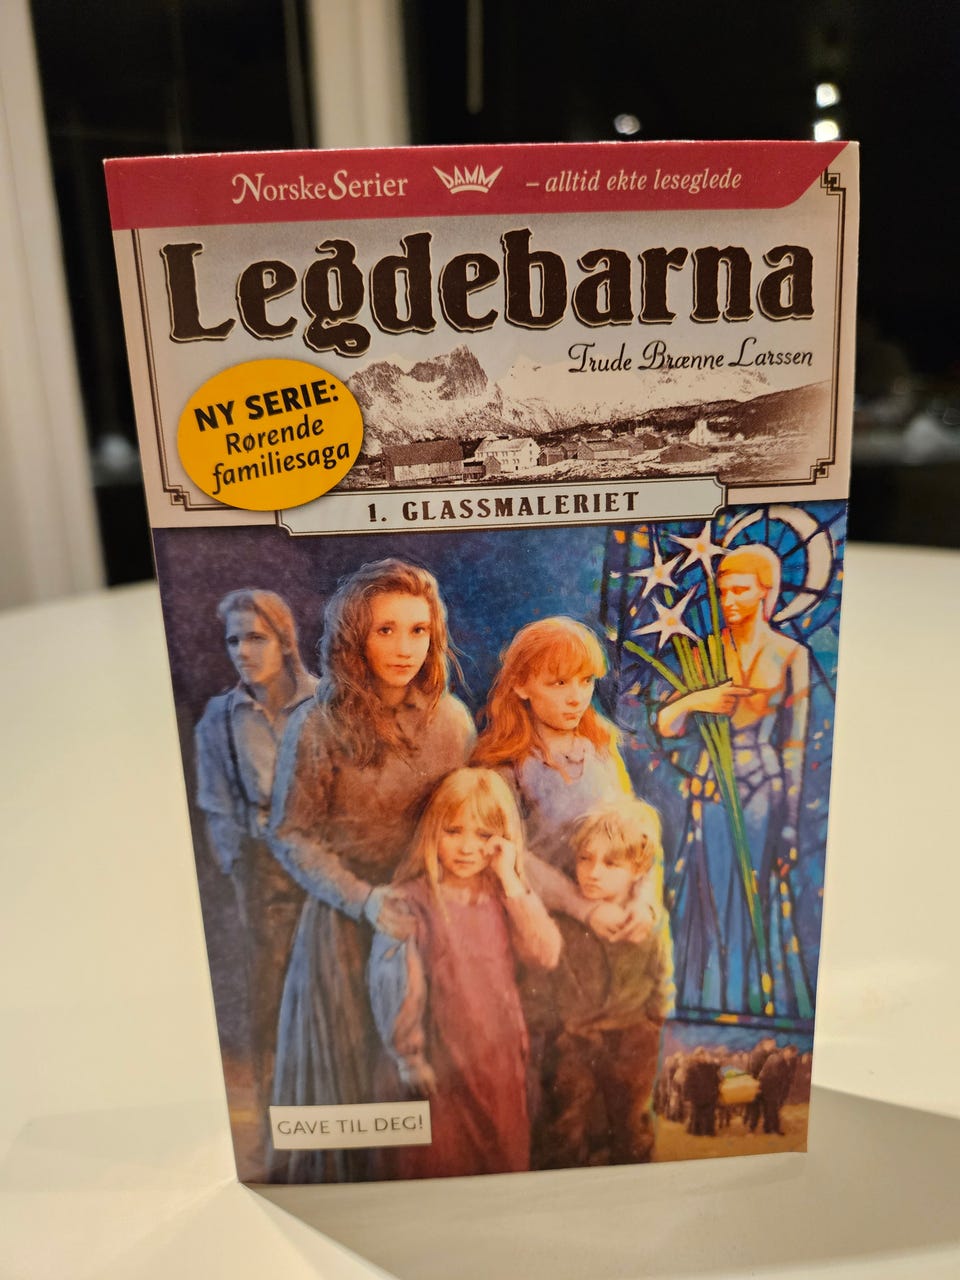 NorskeSerier DAMM – alltid ekte leseglede
Legdebarna
Trude Brænne Larssen
NY SERIE:
Rørende
familiesaga
1. GLASSMALERIET
GAVE TIL DEG!